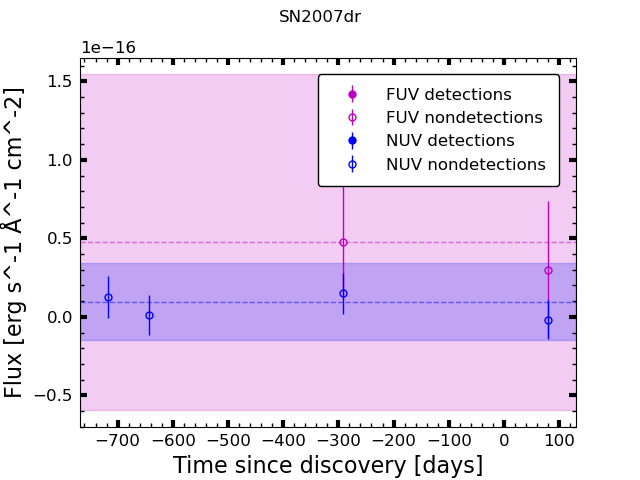 SN2007dr
1e−16
FUV detections
FUV nondetections
NUV detections
NUV nondetections
1.5
1.0
0.5
0.0
−0.5
Flux [erg s^-1 Å^-1 cm^-2]
−700 −600 −500 −400 −300 −200 −100 0 100
Time since discovery [days]